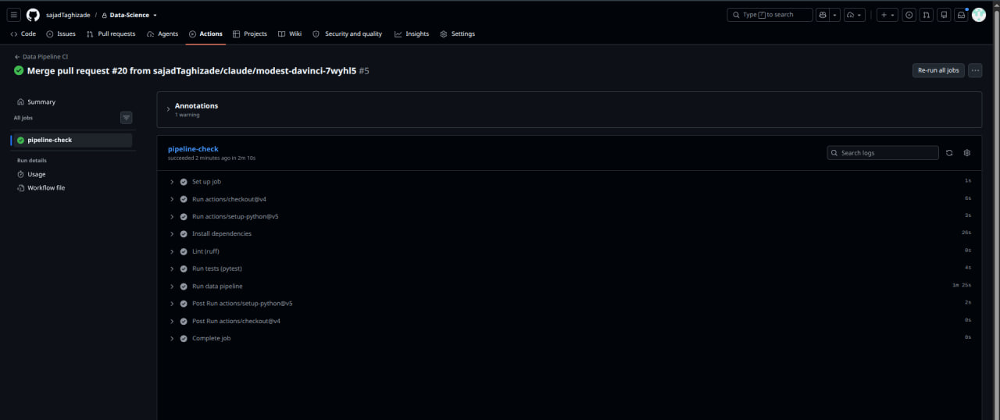 sajadTaghizade / Data-Science
Type / to search
Code Issues Pull requests Agents Actions Projects Wiki Security and quality Insights Settings
Data Pipeline CI
Merge pull request #20 from sajadTaghizade/claude/modest-davinci-7wyhl5 #5
Re-run all jobs
Summary
All jobs
pipeline-check
Run details
Usage
Workflow file
Annotations
1 warning
pipeline-check
succeeded 2 minutes ago in 2m 10s
Search logs
Set up job 1s
Run actions/checkout@v4 6s
Run actions/setup-python@v5 3s
Install dependencies 26s
Lint (ruff) 0s
Run tests (pytest) 4s
Run data pipeline 1m 25s
Post Run actions/setup-python@v5 2s
Post Run actions/checkout@v4 0s
Complete job 0s